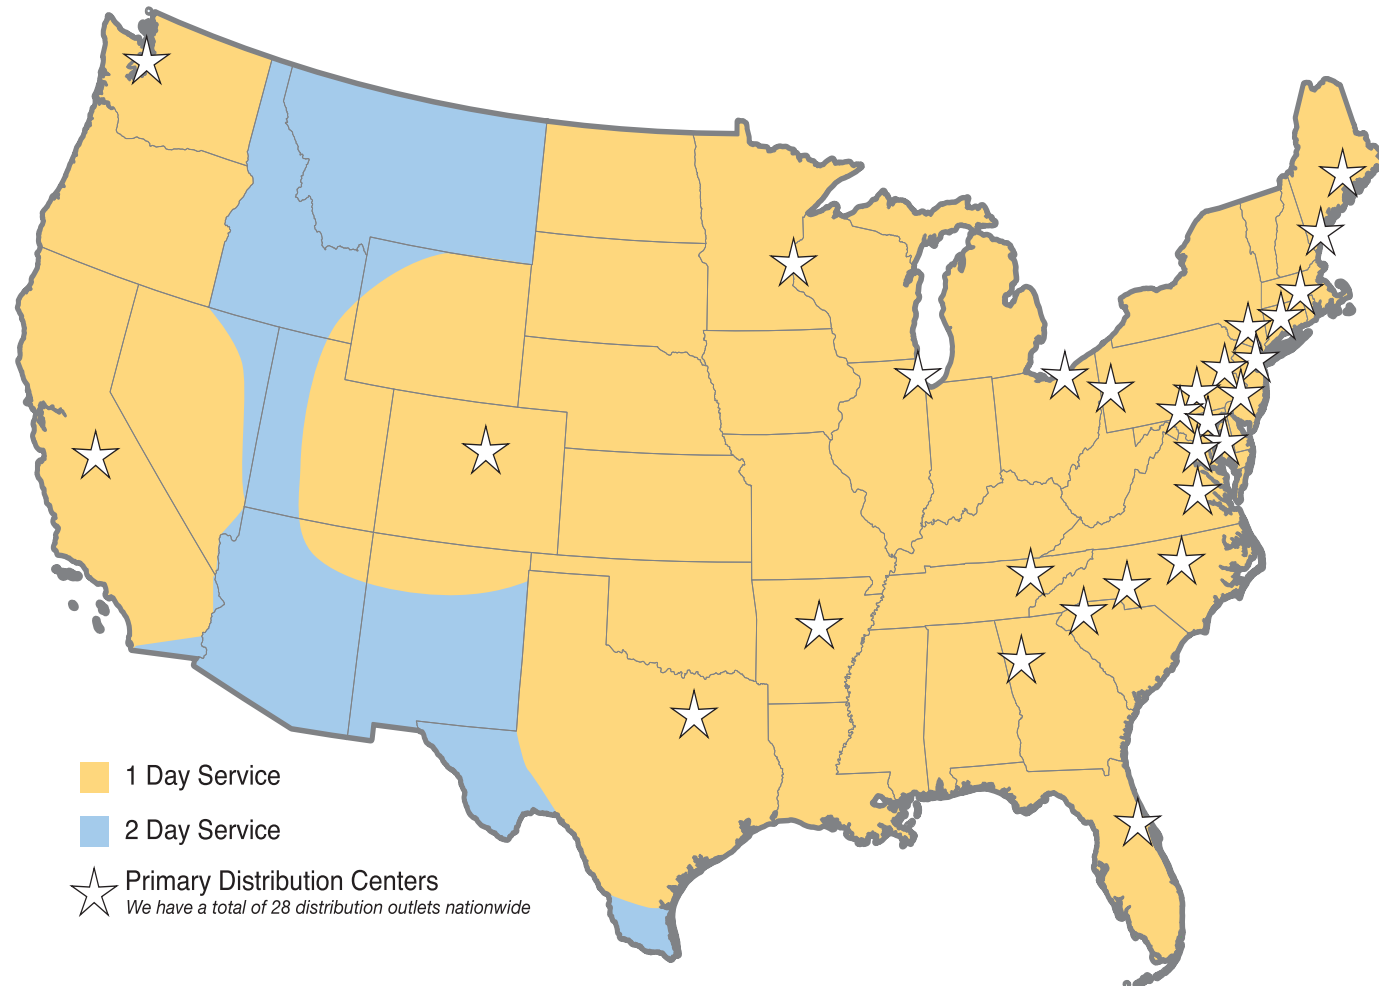 1 Day Service
2 Day Service
Primary Distribution Centers
We have a total of 28 distribution outlets nationwide